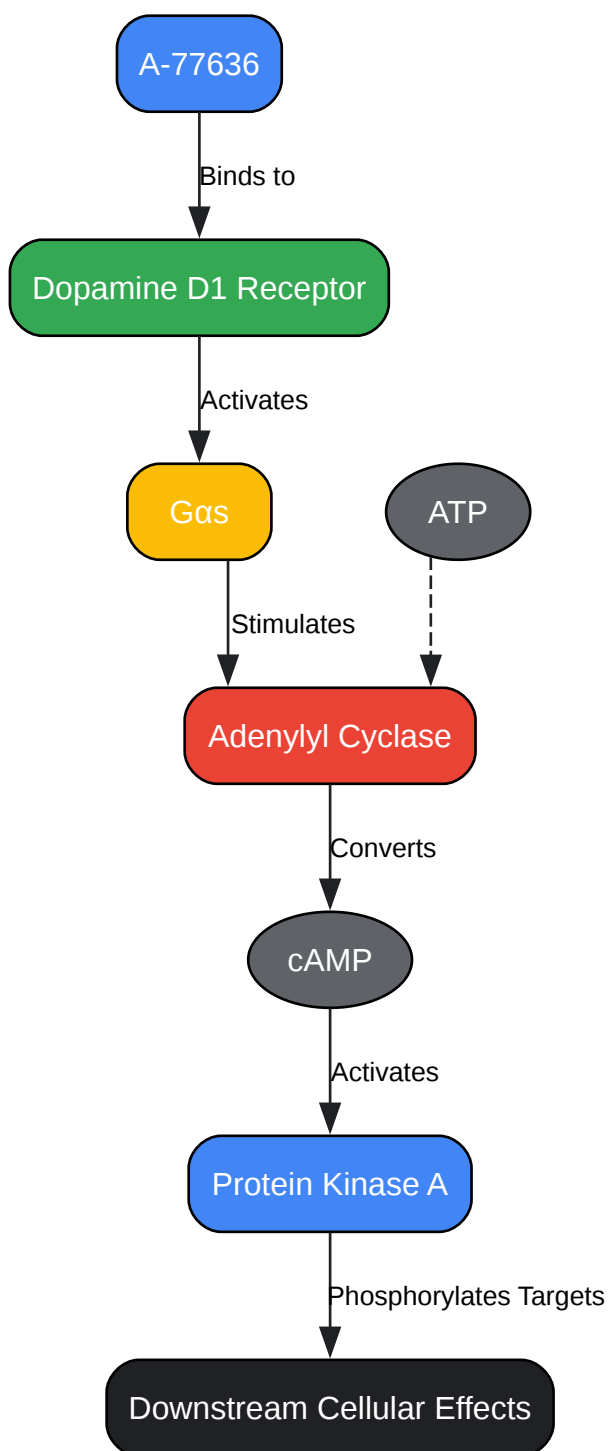 A-77636
Binds to
Dopamine D1 Receptor
Activates
Gαs
ATP
Stimulates
Adenylyl Cyclase
Converts
cAMP
Activates
Protein Kinase A
Phosphorylates Targets
Downstream Cellular Effects